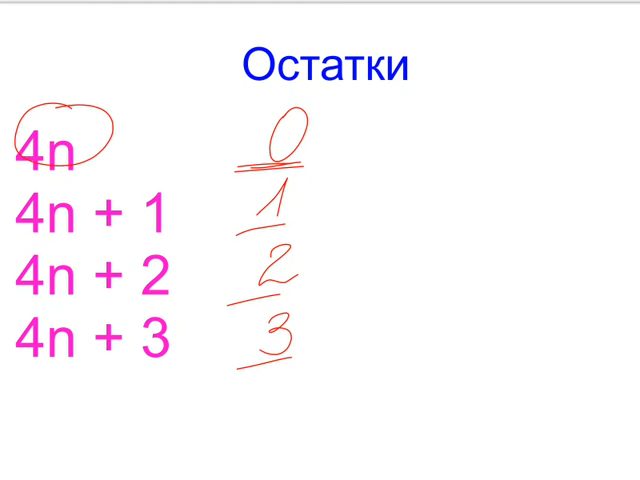 Остатки
4n 0
4n + 1 1
4n + 2 2
4n + 3 3